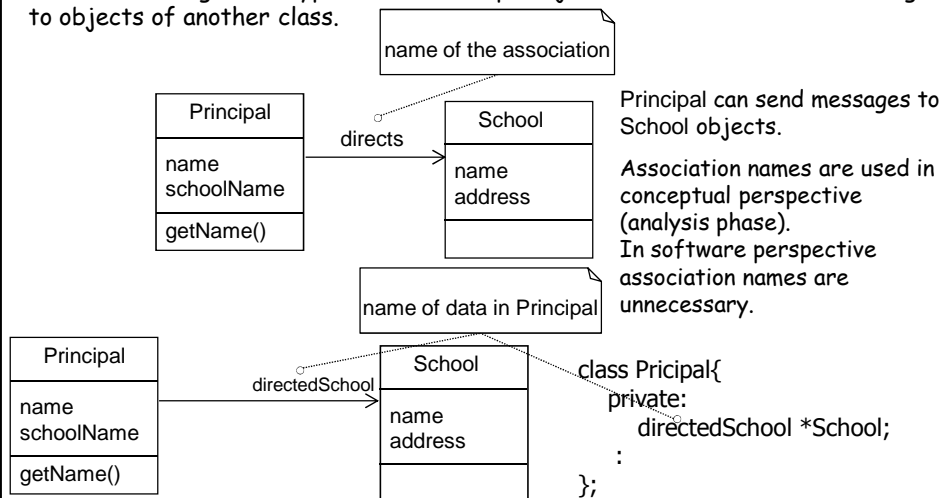 to objects of another class.
name of the association
Principal
name
schoolName
getName()
directs
School
name
address
Principal can send messages to
School objects.
Association names are used in
conceptual perspective
(analysis phase).
In software perspective
association names are
unnecessary.
name of data in Principal
Principal
name
schoolName
getName()
directedSchool
School
name
address
class Pricipal{
private:
directedSchool *School;
:
};